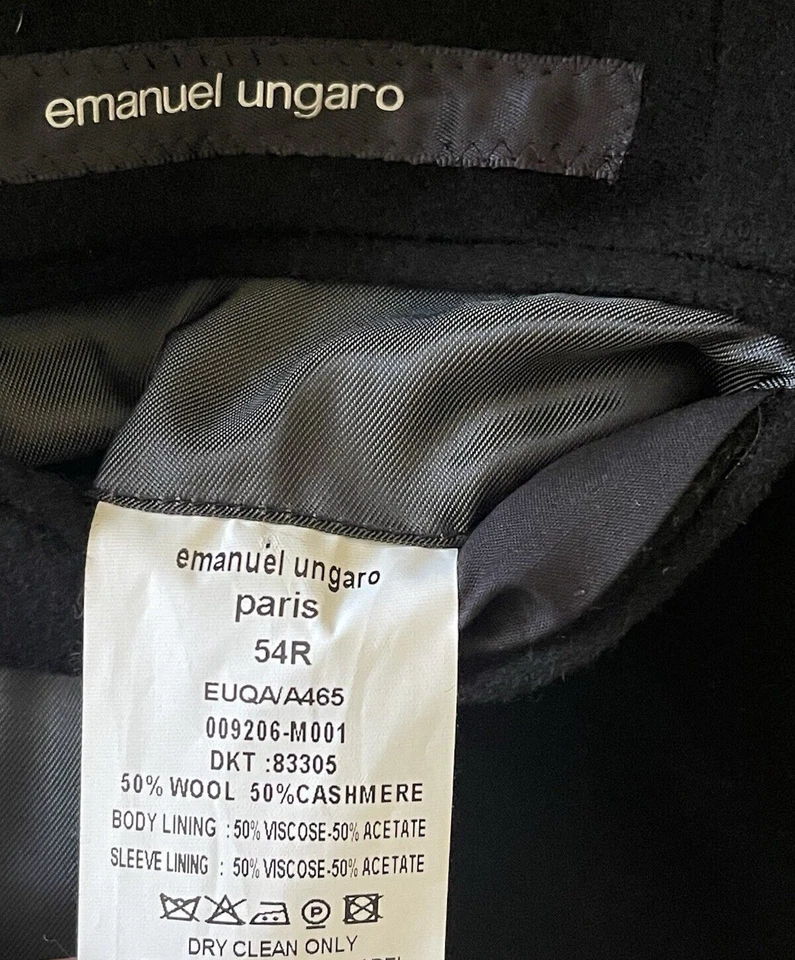 emanuel ungaro
emanuel ungaro
paris
54R
EUQA/A465
009206-M001
DKT :83305
50% WOOL 50%CASHMERE
BODY LINING : 50% VISCOSE-50% ACETATE
SLEEVE LINING : 50% VISCOSE-50% ACETATE
P
DRY CLEAN ONLY